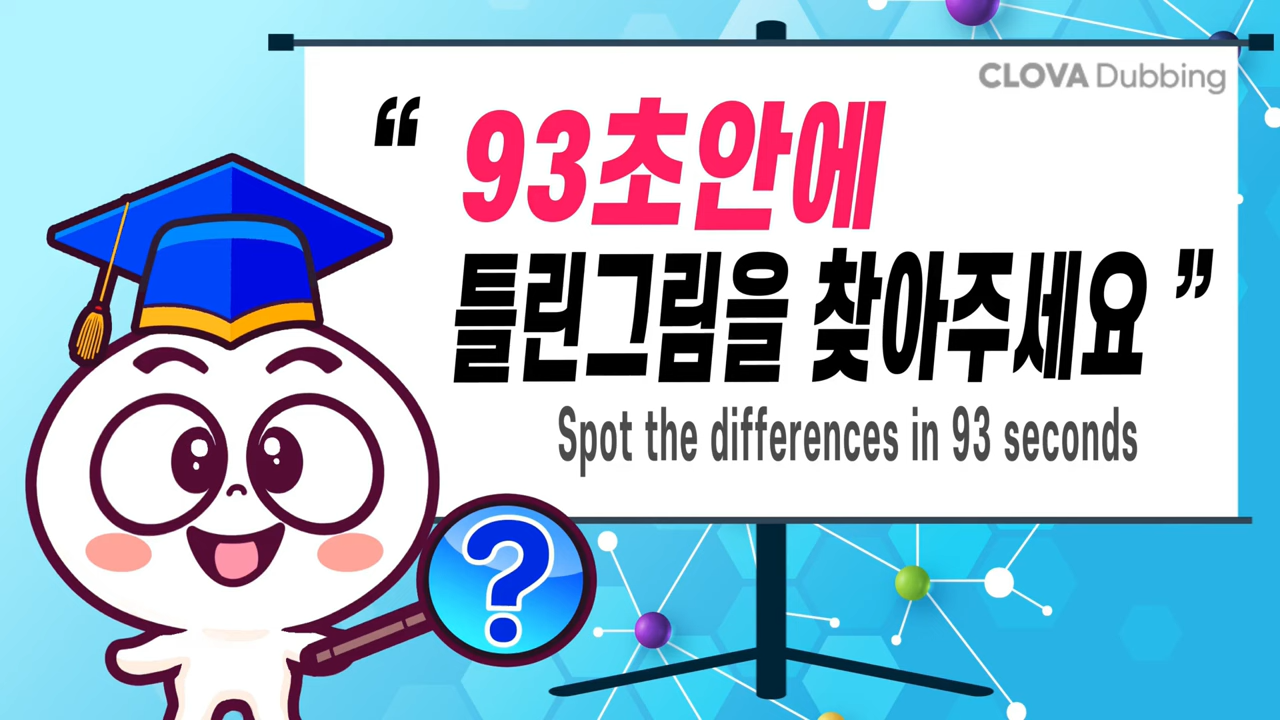 CLOVA Dubbing
“ 93초안에
틀린그림을 찾아주세요 ”
Spot the differences in 93 seconds
?